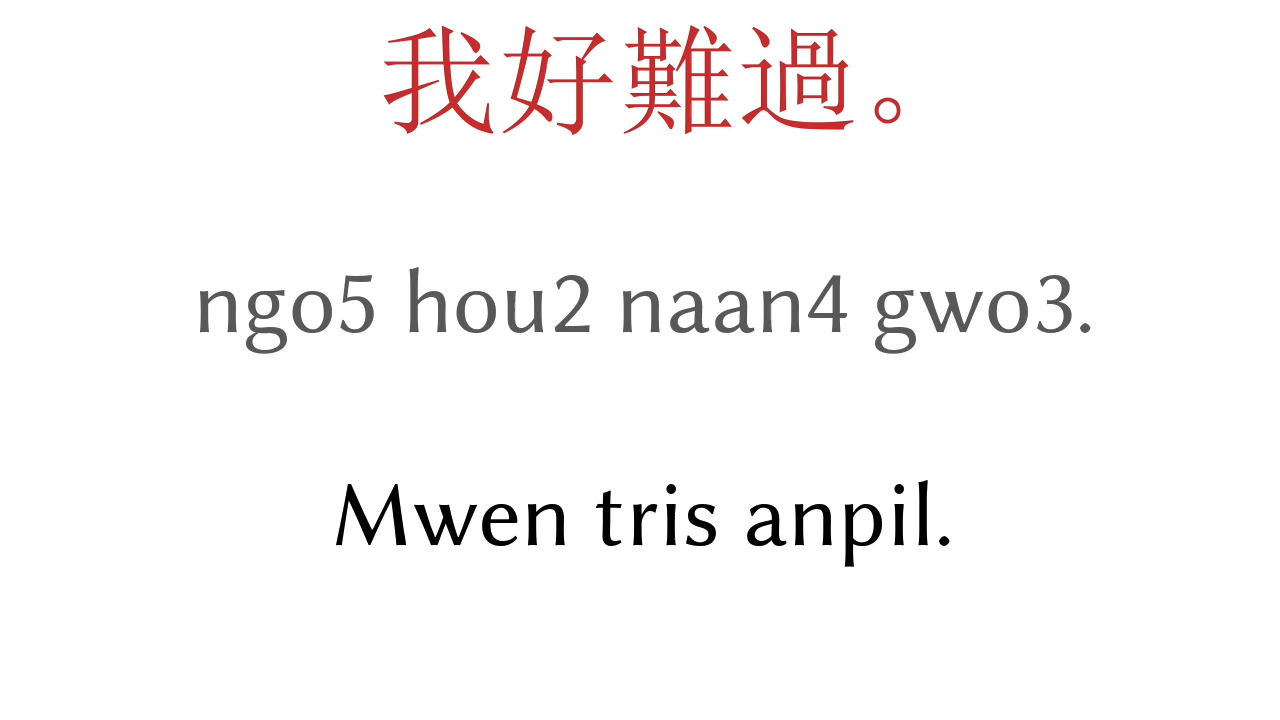 我好難過。
ngo5 hou2 naan4 gwo3.
Mwen tris anpil.